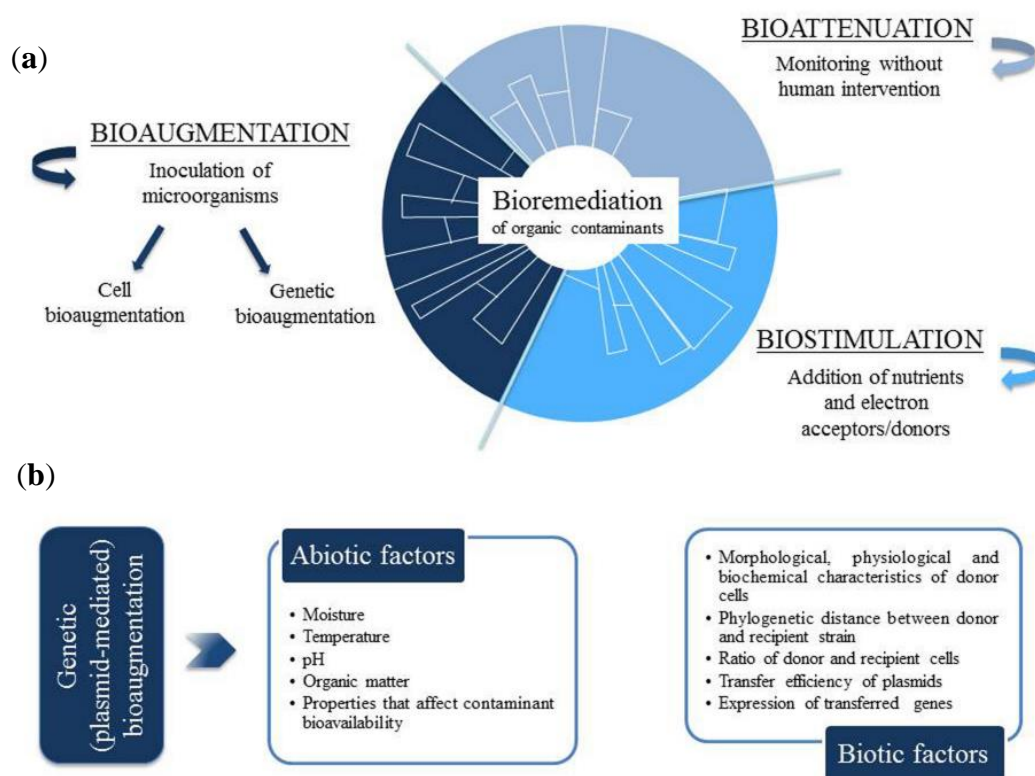 (a)
BIOATTENUATION
Monitoring without
human intervention
BIOAUGMENTATION
Inoculation of
microorganisms
Cell
bioaugmentation
Genetic
bioaugmentation
Bioremediation
of organic contaminants
BIOSTIMULATION
Addition of nutrients
and electron
acceptors/donors
(b)
Genetic
(plasmid-mediated)
bioaugmentation
Abiotic factors
• Moisture
• Temperature
• pH
• Organic matter
• Properties that affect contaminant
bioavailability
• Morphological, physiological and
biochemical characteristics of donor
cells
• Phylogenetic distance between donor
and recipient strain
• Ratio of donor and recipient cells
• Transfer efficiency of plasmids
• Expression of transferred genes
Biotic factors